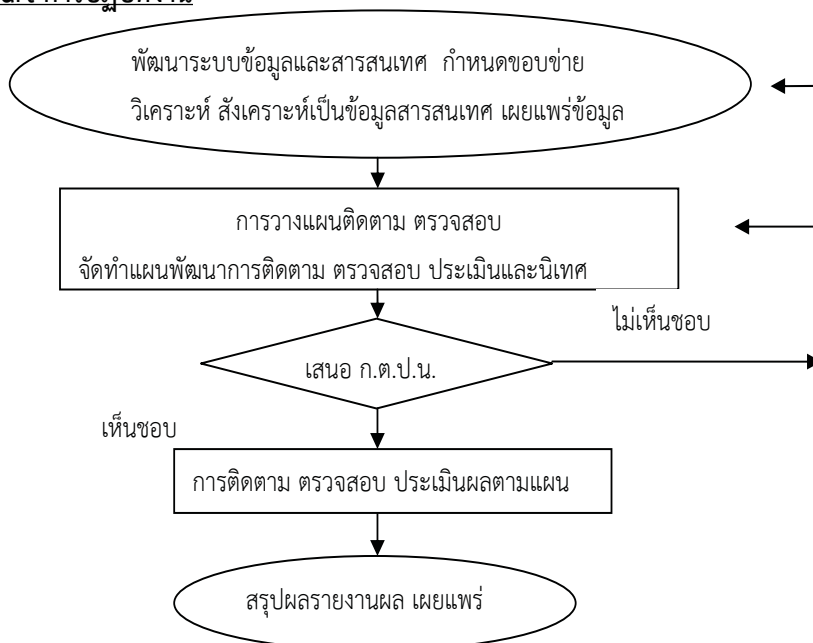 พัฒนาระบบข้อมูลและสารสนเทศ กำหนดขอบข่าย
วิเคราะห์ สังเคราะห์เป็นข้อมูลสารสนเทศ เผยแพร่ข้อมูล
การวางแผนติดตาม ตรวจสอบ
จัดทำแผนพัฒนาการติดตาม ตรวจสอบ ประเมินและนิเทศ
ไม่เห็นชอบ
เสนอ ก.ต.ป.น.
เห็นชอบ
การติดตาม ตรวจสอบ ประเมินผลตามแผน
สรุปผลรายงานผล เผยแพร่